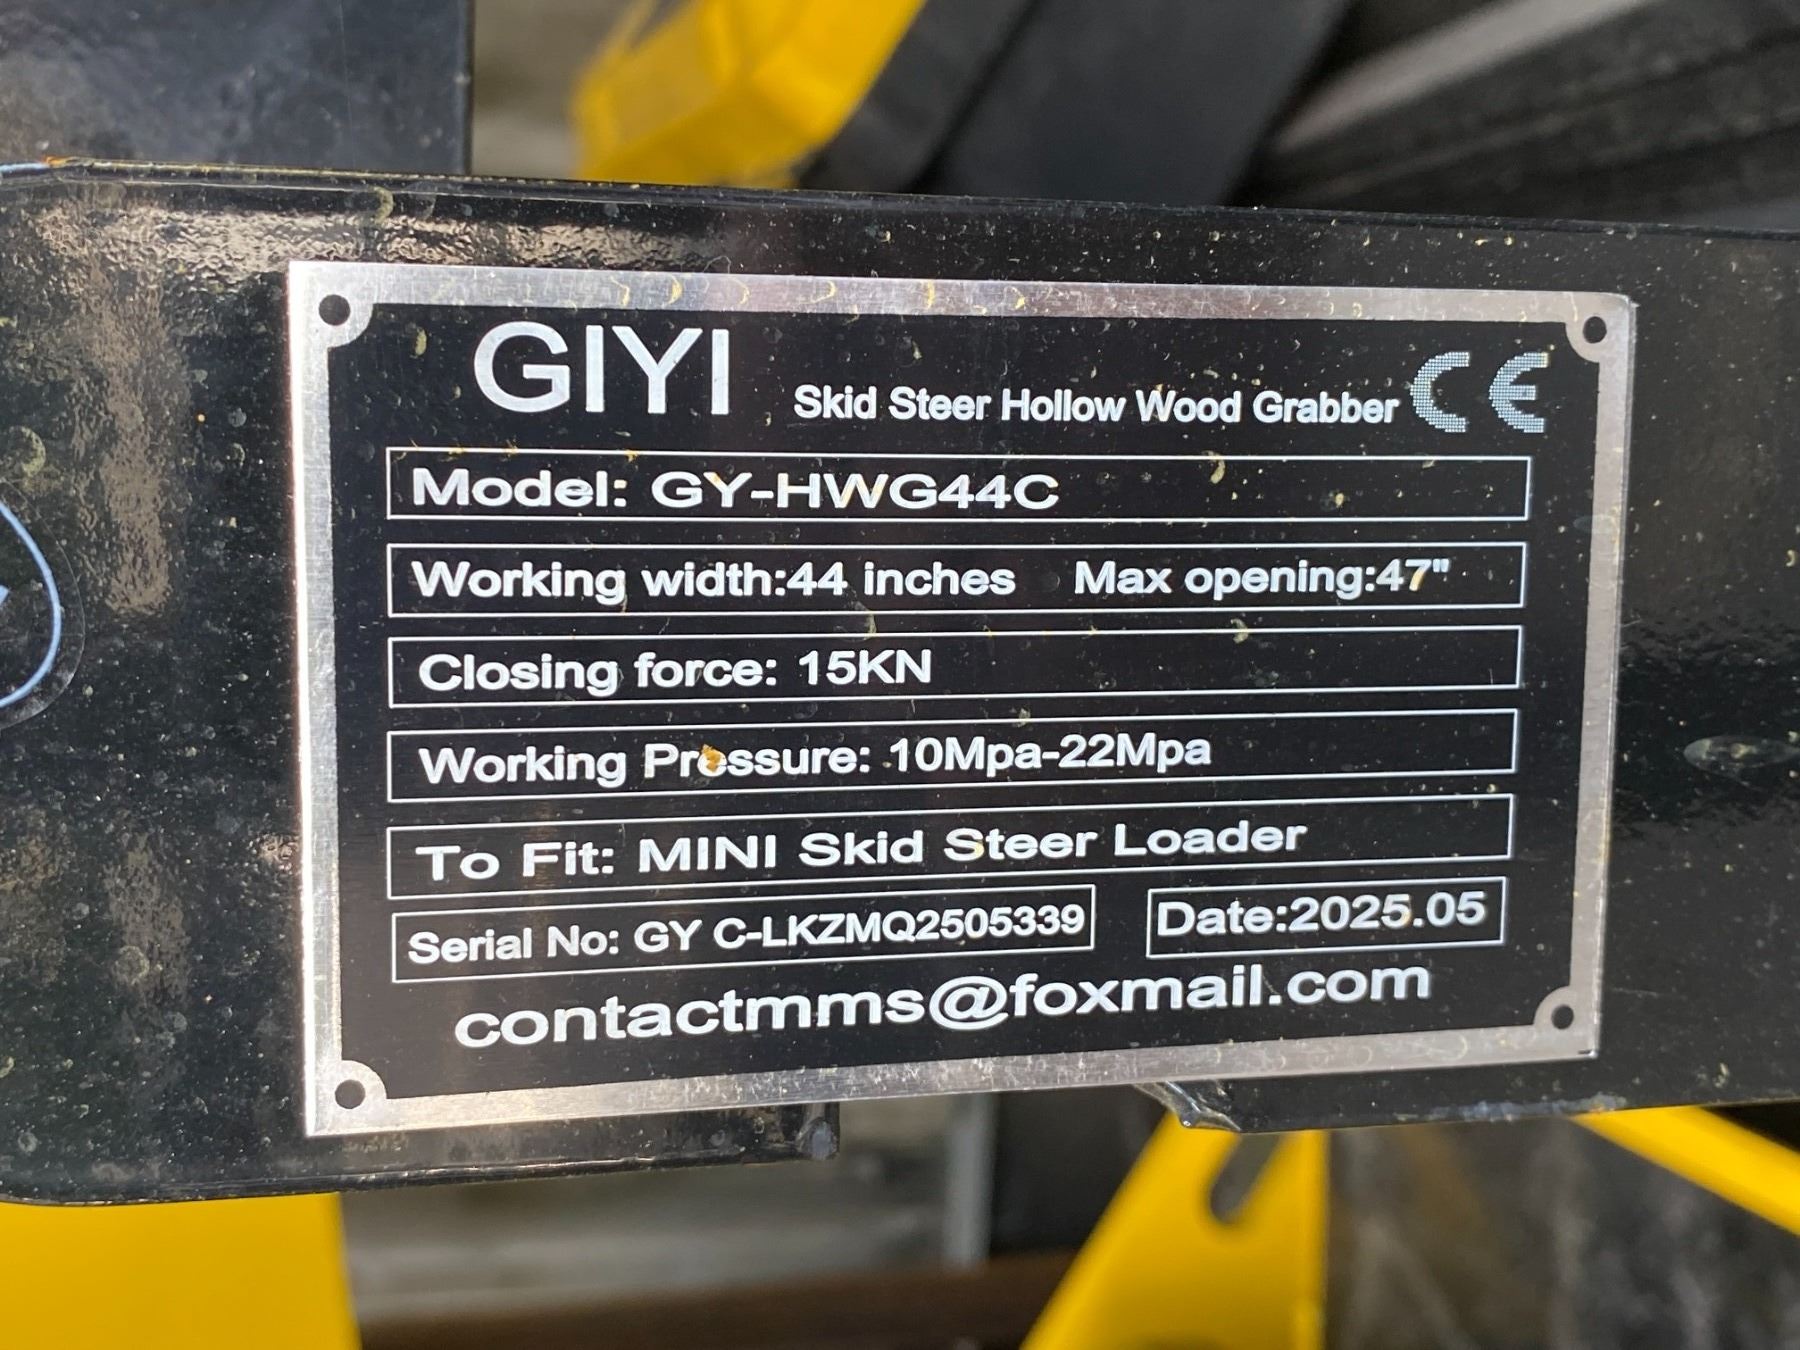 GIYI Skid Steer Hollow Wood Grabber CE
Model: GY-HWG44C
Working width:44 inches Max opening:47"
Closing force: 15KN
Working Pressure: 10Mpa-22Mpa
To Fit: MINI Skid Steer Loader
Serial No: GY C-LKZMQ2505339 Date:2025.05
contactmms@foxmail.com